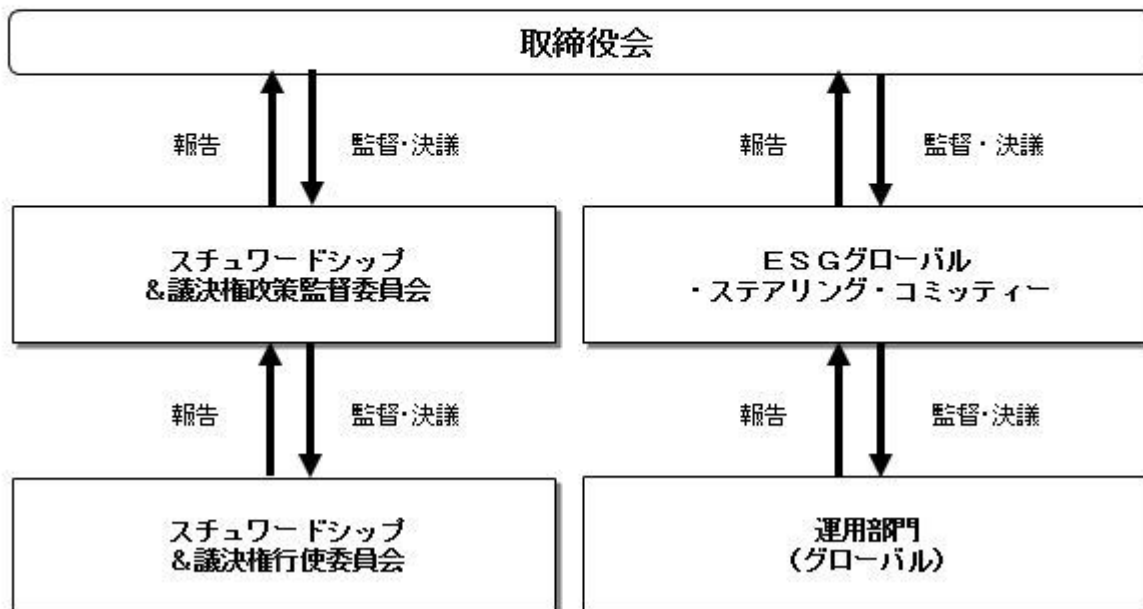 取締役会
報告
監督・決議
報告
監督・決議
スチュワードシップ
&議決権政策監督委員会
ESGグローバル
・ステアリング・コミッティー
報告
監督・決議
報告
監督・決議
スチュワードシップ
&議決権行使委員会
運用部門
(グローバル)